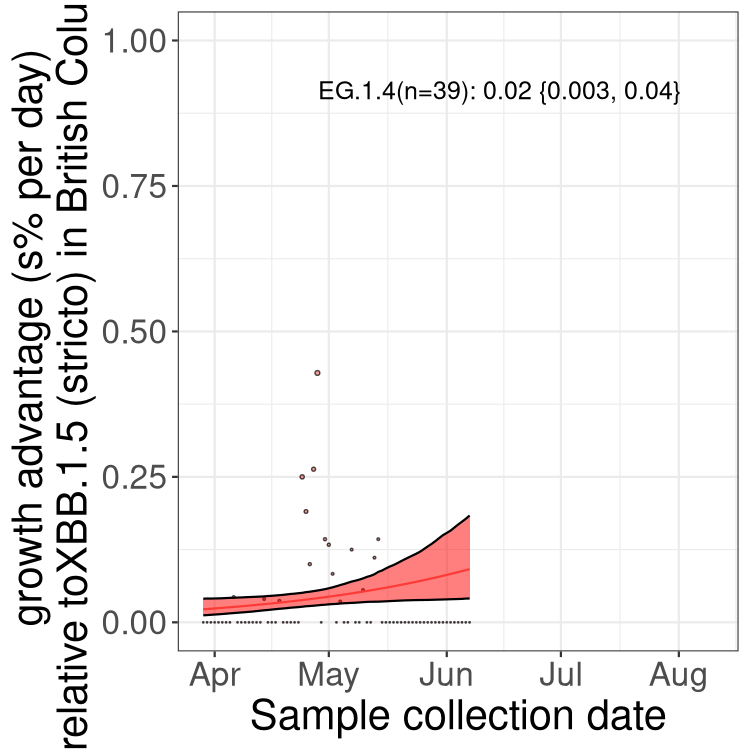 growth advantage (s% per day)
relative toXBB.1.5 (stricto) in British Colu
1.00
0.75
0.50
0.25
0.00
EG.1.4(n=39): 0.02 {0.003, 0.04}
Apr May Jun Jul Aug
Sample collection date